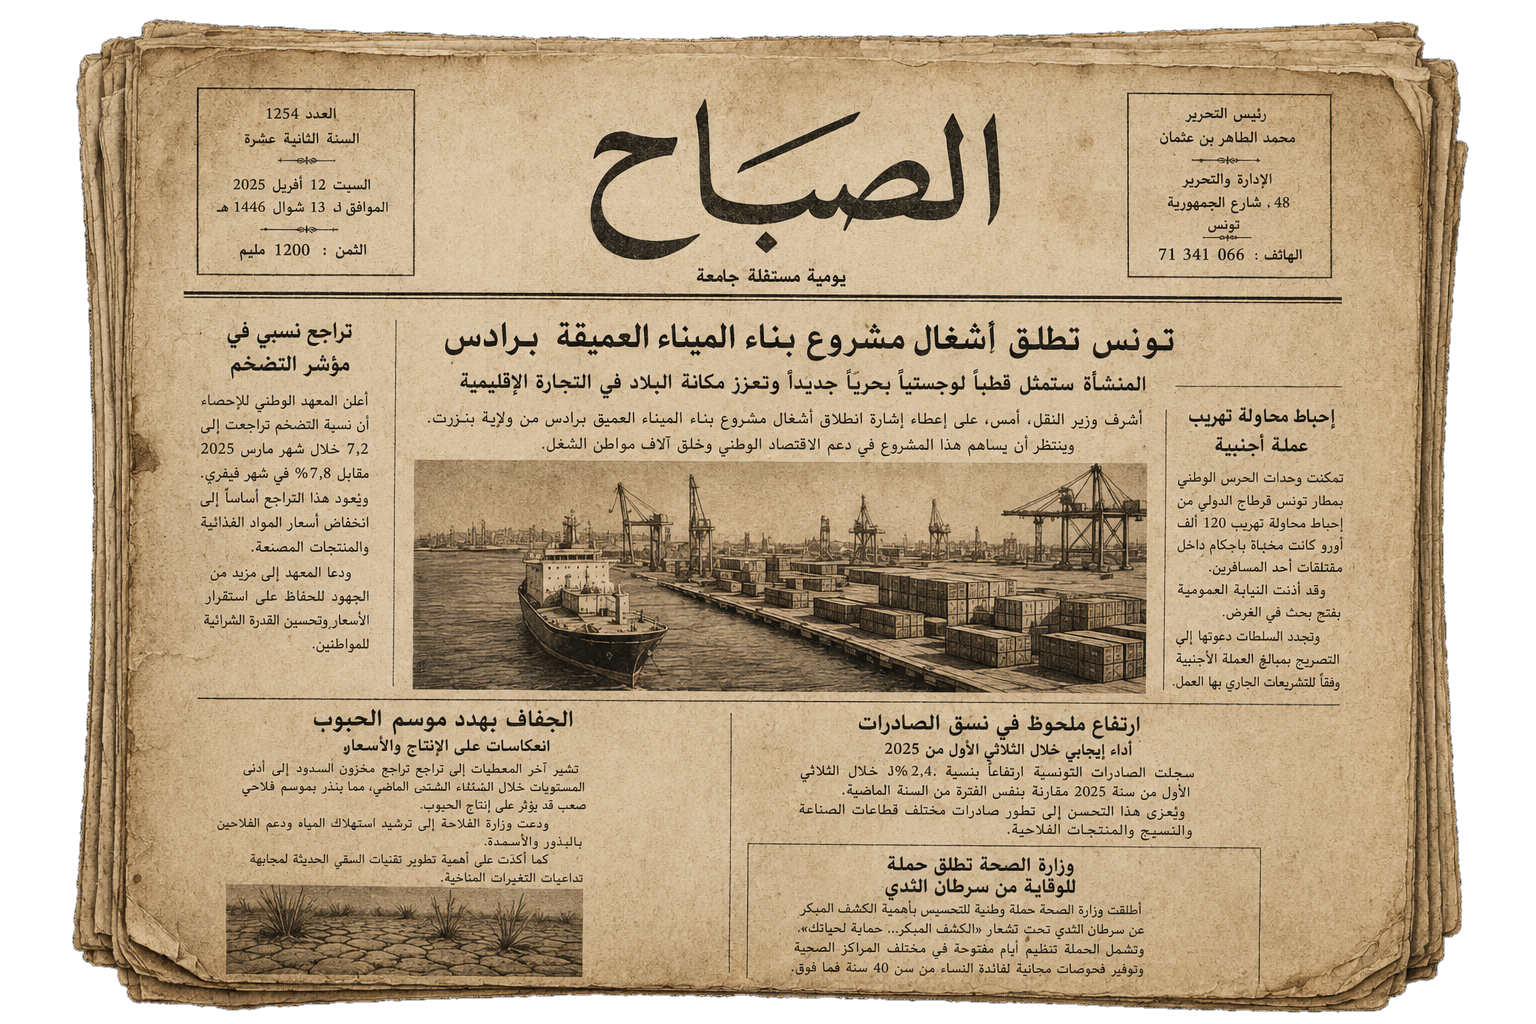 رئيس التحرير
محمد الطاهر بن عثمان
الإدارة والتحرير
48، شارع الجمهورية
تونس
الهاتف : 066 341 71
الصباح
يومية مستقلة جامعة
العدد 1254
السنة الثانية عشرة
السبت 12 أفريل 2025
الموافق لـ 13 شوال 1446 هـ
الثمن : 1200 مليم
تونس تطلق أشغال مشروع بناء الميناء العميقة برادس
المنشأة ستمثل قطباً لوجستياً بحرياً جديداً وتعزز مكانة البلاد في التجارة الإقليمية
أشرف وزير النقل، أمس، على إعطاء إشارة انطلاق أشغال مشروع بناء الميناء العميق برادس من ولاية بنزرت.
وينتظر أن يساهم هذا المشروع في دعم الاقتصاد الوطني وخلق آلاف مواطن الشغل.
إحباط محاولة تهريب
عملة أجنبية
تمكنت وحدات الحرس الوطني
بمطار تونس قرطاج الدولي من
إحباط محاولة تهريب 120 ألف
أورو كانت مخبأة باحكام داخل
مقتلقات أحد المسافرين.
وقد أذنت النيابة العمومية
بفتح بحث في الغرض.
وتجدد السلطات دعوتها إلى
التصريح بمبالغ العملة الأجنبية
وفقاً للتشريعات الجاري بها العمل.
تراجع نسبي في
مؤشر التضخم
أعلن المعهد الوطني للإحصاء
أن نسبة التضخم تراجعت إلى
7,2 خلال شهر مارس 2025
مقابل 7,8% في شهر فيفري.
ويعود هذا التراجع أساساً إلى
انخفاض أسعار المواد الغذائية
والمنتجات المصنعة.
ودعا المعهد إلى مزيد من
الجهود للحفاظ على استقرار
الأسعار وتحسين القدرة الشرائية
للمواطنين.
ارتفاع ملحوظ في نسق الصادرات
أداء إيجابي خلال الثلاثي الأول من 2025
سجلت الصادرات التونسية ارتفاعاً بنسبة 2,4% خلال الثلاثي
الأول من سنة 2025 مقارنة بنفس الفترة من السنة الماضية.
ويُعزى هذا التحسن إلى تطور صادرات مختلف قطاعات الصناعة
والنسيج والمنتجات الفلاحية.
وزارة الصحة تطلق حملة
للوقاية من سرطان الثدي
أطلقت وزارة الصحة حملة وطنية للتحسيس بأهمية الكشف المبكر
عن سرطان الثدي تحت شعار «الكشف المبكر... حماية لحياتك».
وتشمل الحملة تنظيم أيام مفتوحة في مختلف المراكز الصحية
وتوفير فحوصات مجانية لفائدة النساء من سن 40 سنة فما فوق.
الجفاف يهدد موسم الحبوب
انعكاسات على الإنتاج والأسعار
تشير آخر المعطيات إلى تراجع تراجع مخزون السدود إلى أدنى
المستويات خلال الشتاء الماضي، مما ينذر بموسم فلاحي
صعب قد يؤثر على إنتاج الحبوب.
ودعت وزارة الفلاحة إلى ترشيد استهلاك المياه ودعم الفلاحين
بالبذور والأسمدة.
كما أكدت على أهمية تطوير تقنيات السقي الحديثة لمجابهة
تداعيات التغيرات المناخية.